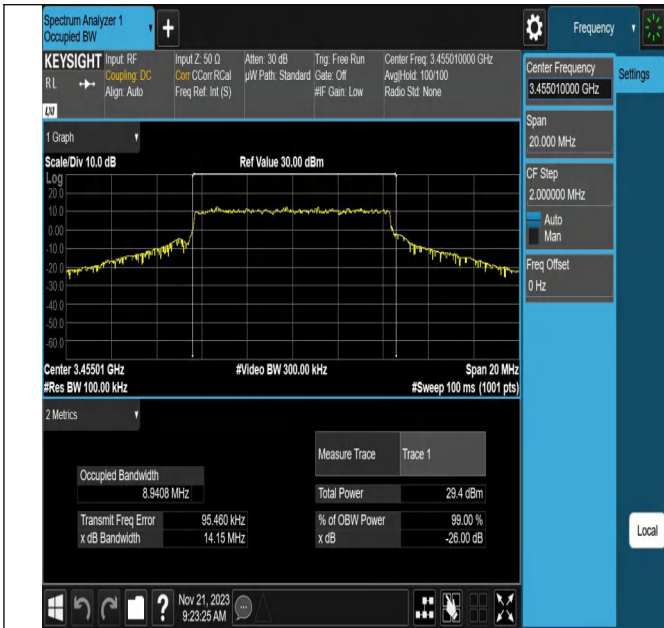 Spectrum Analyzer 1
Occupied BW
Frequency
KEYSIGHT
RL
LXI
Input: RF
Coupling: DC
Align: Auto
Input Z: 50 Ω
Corr CCorr RCal
Freq Ref: Int (S)
Atten: 30 dB
µW Path: Standard
Trig: Free Run
Gate: Off
#IF Gain: Low
Center Freq: 3.455010000 GHz
Avg|Hold: 100/100
Radio Std: None
Center Frequency
3.455010000 GHz
Settings
Span
20.000 MHz
CF Step
2.000000 MHz
Auto
Man
Freq Offset
0 Hz
Local
1 Graph
Scale/Div 10.0 dB
Ref Value 30.00 dBm
Log
20.0
10.0
0.00
-10.0
-20.0
-30.0
-40.0
-50.0
-60.0
Center 3.45501 GHz
#Video BW 300.00 kHz
Span 20 MHz
#Res BW 100.00 kHz
#Sweep 100 ms (1001 pts)
2 Metrics
Measure Trace
Trace 1
Occupied Bandwidth
8.9408 MHz
Total Power
29.4 dBm
Transmit Freq Error
95.460 kHz
% of OBW Power
99.00 %
x dB Bandwidth
14.15 MHz
x dB
-26.00 dB
?
Nov 21, 2023
9:23:25 AM